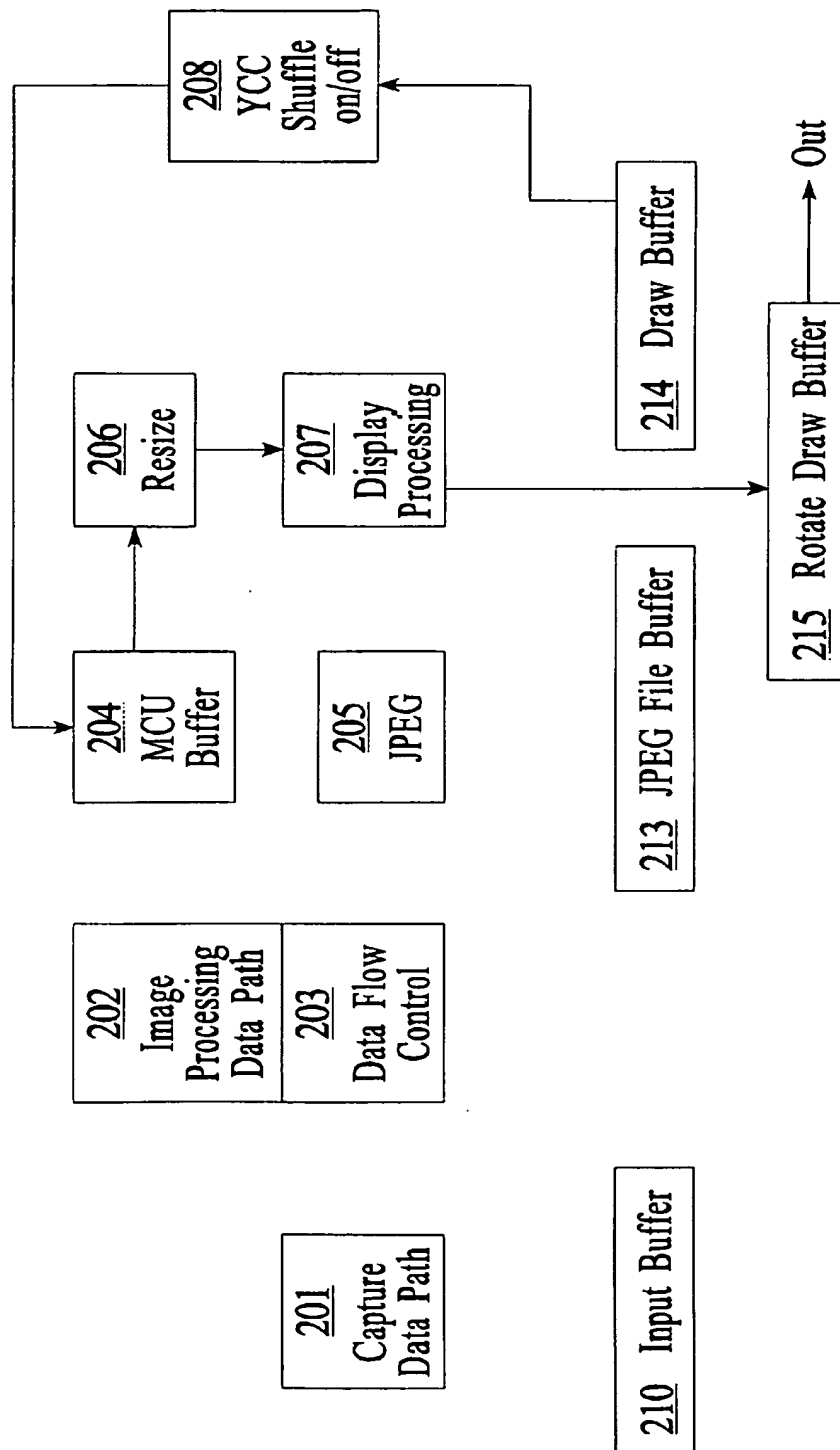 202
Image
Processing
Data Path
204
MCU
Buffer
206
Resize
208
YCC
Shuffle
on/off
201
Capture
Data Path
203
Data Flow
Control
205
JPEG
207
Display
Processing
210 Input Buffer
213 JPEG File Buffer
214 Draw Buffer
215 Rotate Draw Buffer
Out